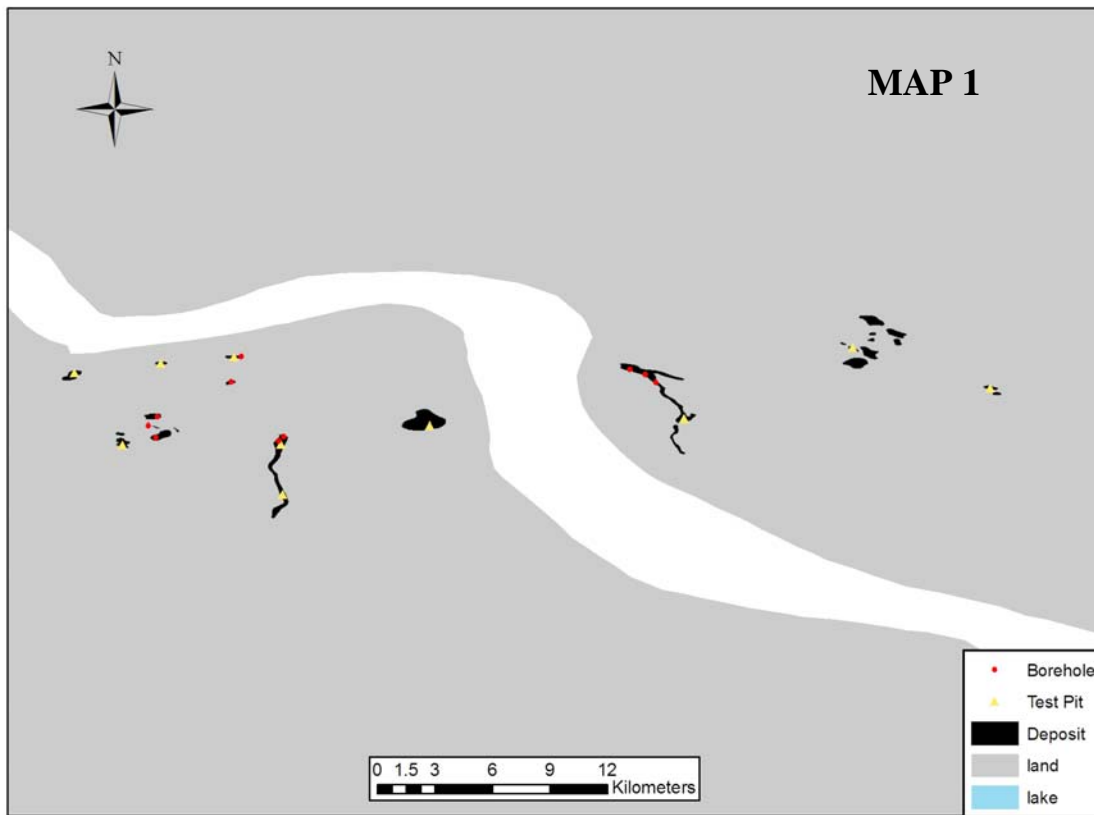 MAP 1
N
Borehole
Test Pit
Deposit
land
lake
0 1.5 3 6 9 12
Kilometers